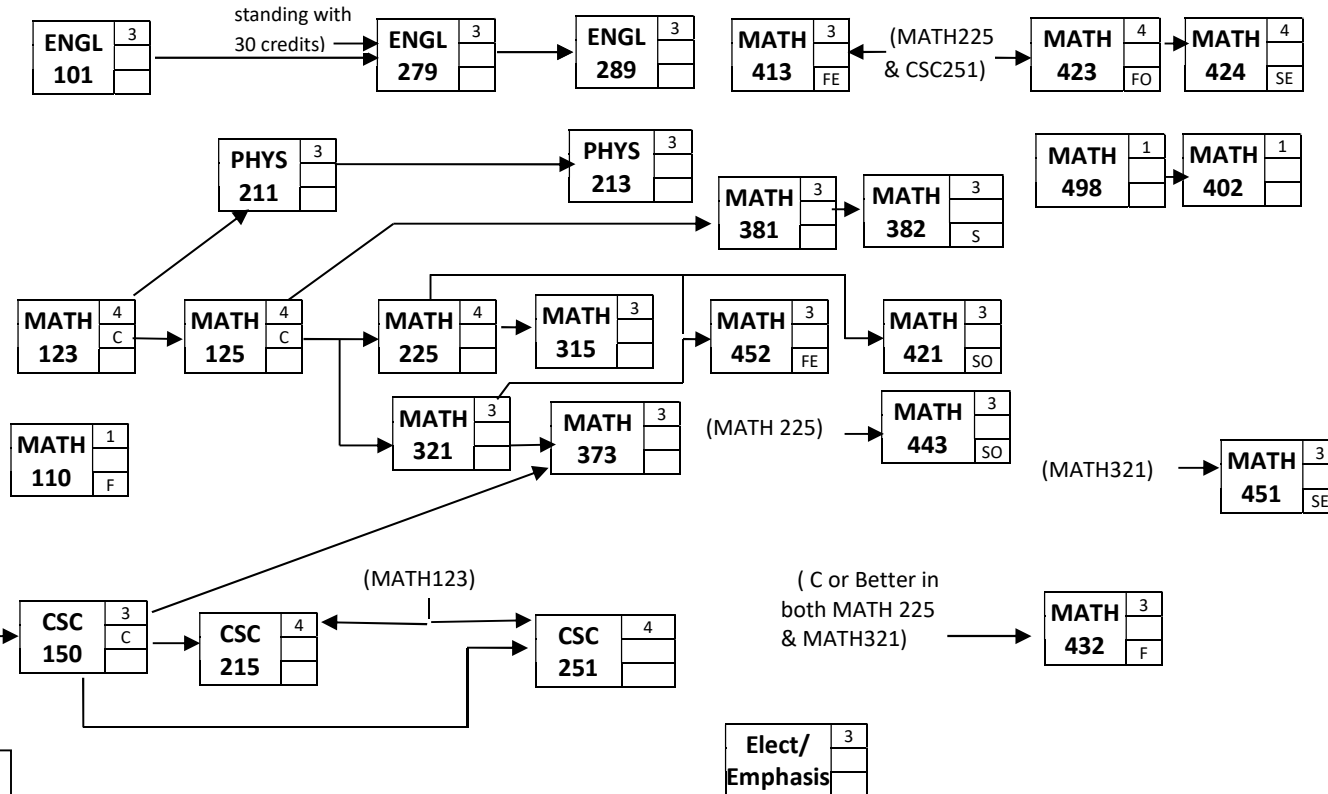 standing with
30 credits)
ENGL 3
101
ENGL 3
279
ENGL 3
289
MATH 3
413 FE
(MATH225
& CSC251)
MATH 4
423 FO
MATH 4
424 SE
PHYS 3
211
PHYS 3
213
MATH 1
498
MATH 1
402
MATH 3
381
MATH 3
382 S
MATH 4
123 C
MATH 4
125 C
MATH 4
225
MATH 3
315
MATH 3
452 FE
MATH 3
421 SO
MATH 3
321
MATH 3
373
(MATH 225)
MATH 3
443 SO
MATH 1
110 F
(MATH321)
MATH 3
451 SE
(MATH123)
CSC 3
150 C
CSC 4
215
CSC 4
251
( C or Better in
both MATH 225
& MATH321)
MATH 3
432 F
Elect/ 3
Emphasis